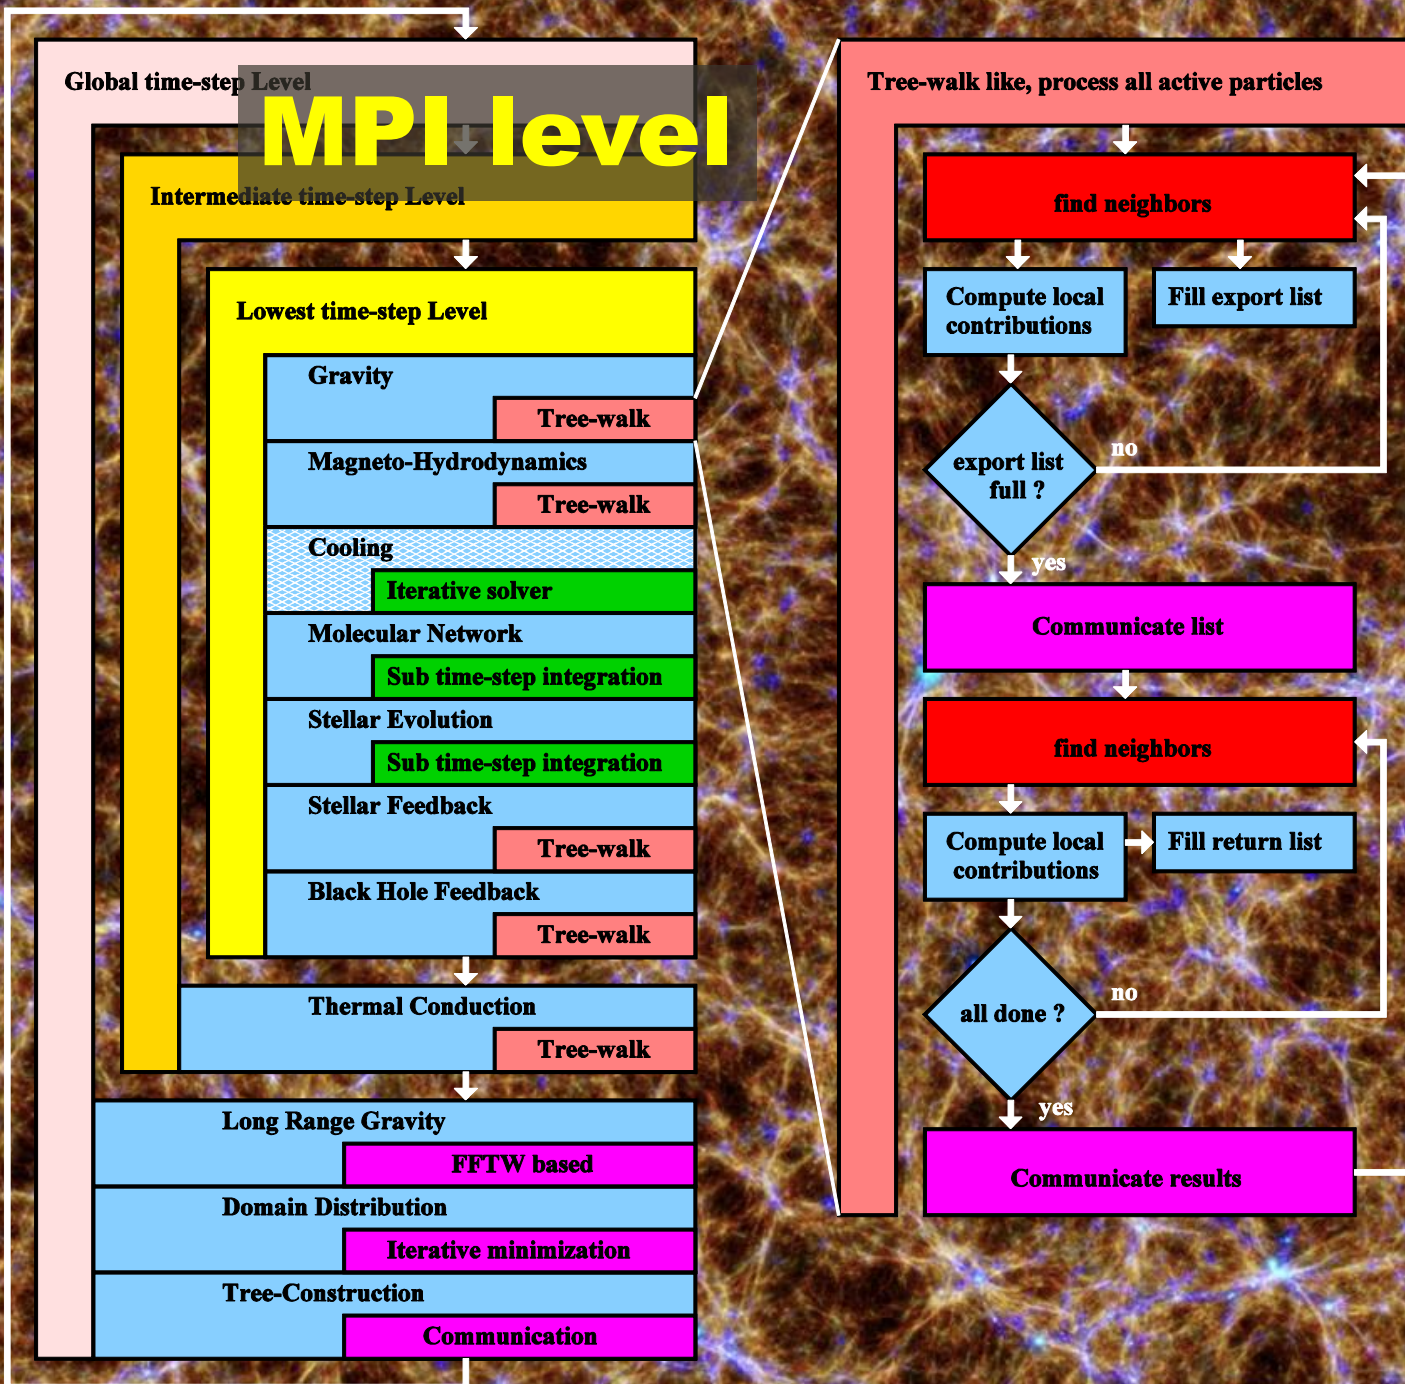 Global time-step Level
MPI level
Intermediate time-step Level
Lowest time-step Level
Gravity
Tree-walk
Magneto-Hydrodynamics
Tree-walk
Cooling
Iterative solver
Molecular Network
Sub time-step integration
Stellar Evolution
Sub time-step integration
Stellar Feedback
Tree-walk
Black Hole Feedback
Tree-walk
Thermal Conduction
Tree-walk
Long Range Gravity
FFTW based
Domain Distribution
Iterative minimization
Tree-Construction
Communication
Tree-walk like, process all active particles
find neighbors
Compute local
contributions
Fill export list
export list
full ?
no
yes
Communicate list
find neighbors
Compute local
contributions
Fill return list
all done ?
no
yes
Communicate results